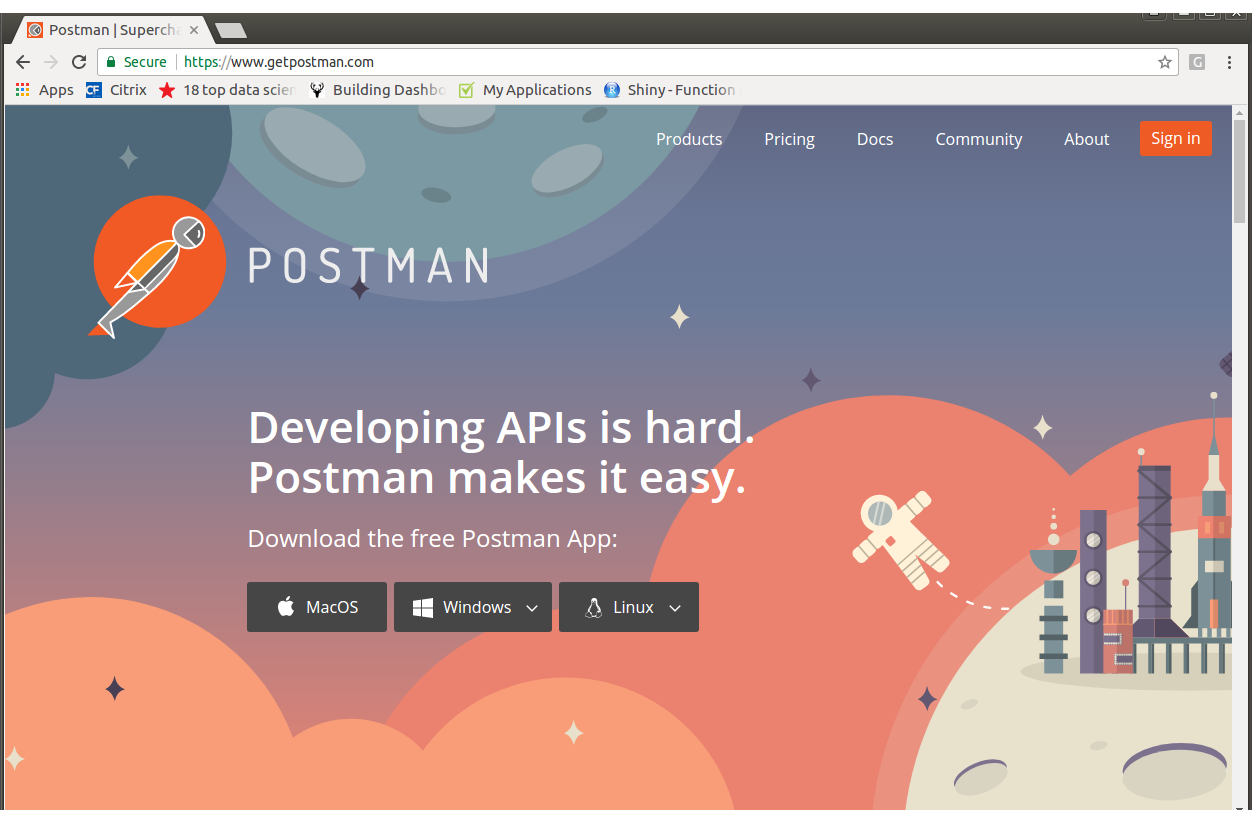 Postman | Supercha
Secure https://www.getpostman.com
G
Apps CF Citrix 18 top data scien Building Dashbo My Applications R Shiny - Function
Products Pricing Docs Community About Sign in
POSTMAN
Developing APIs is hard.
Postman makes it easy.
Download the free Postman App:
MacOS Windows Linux